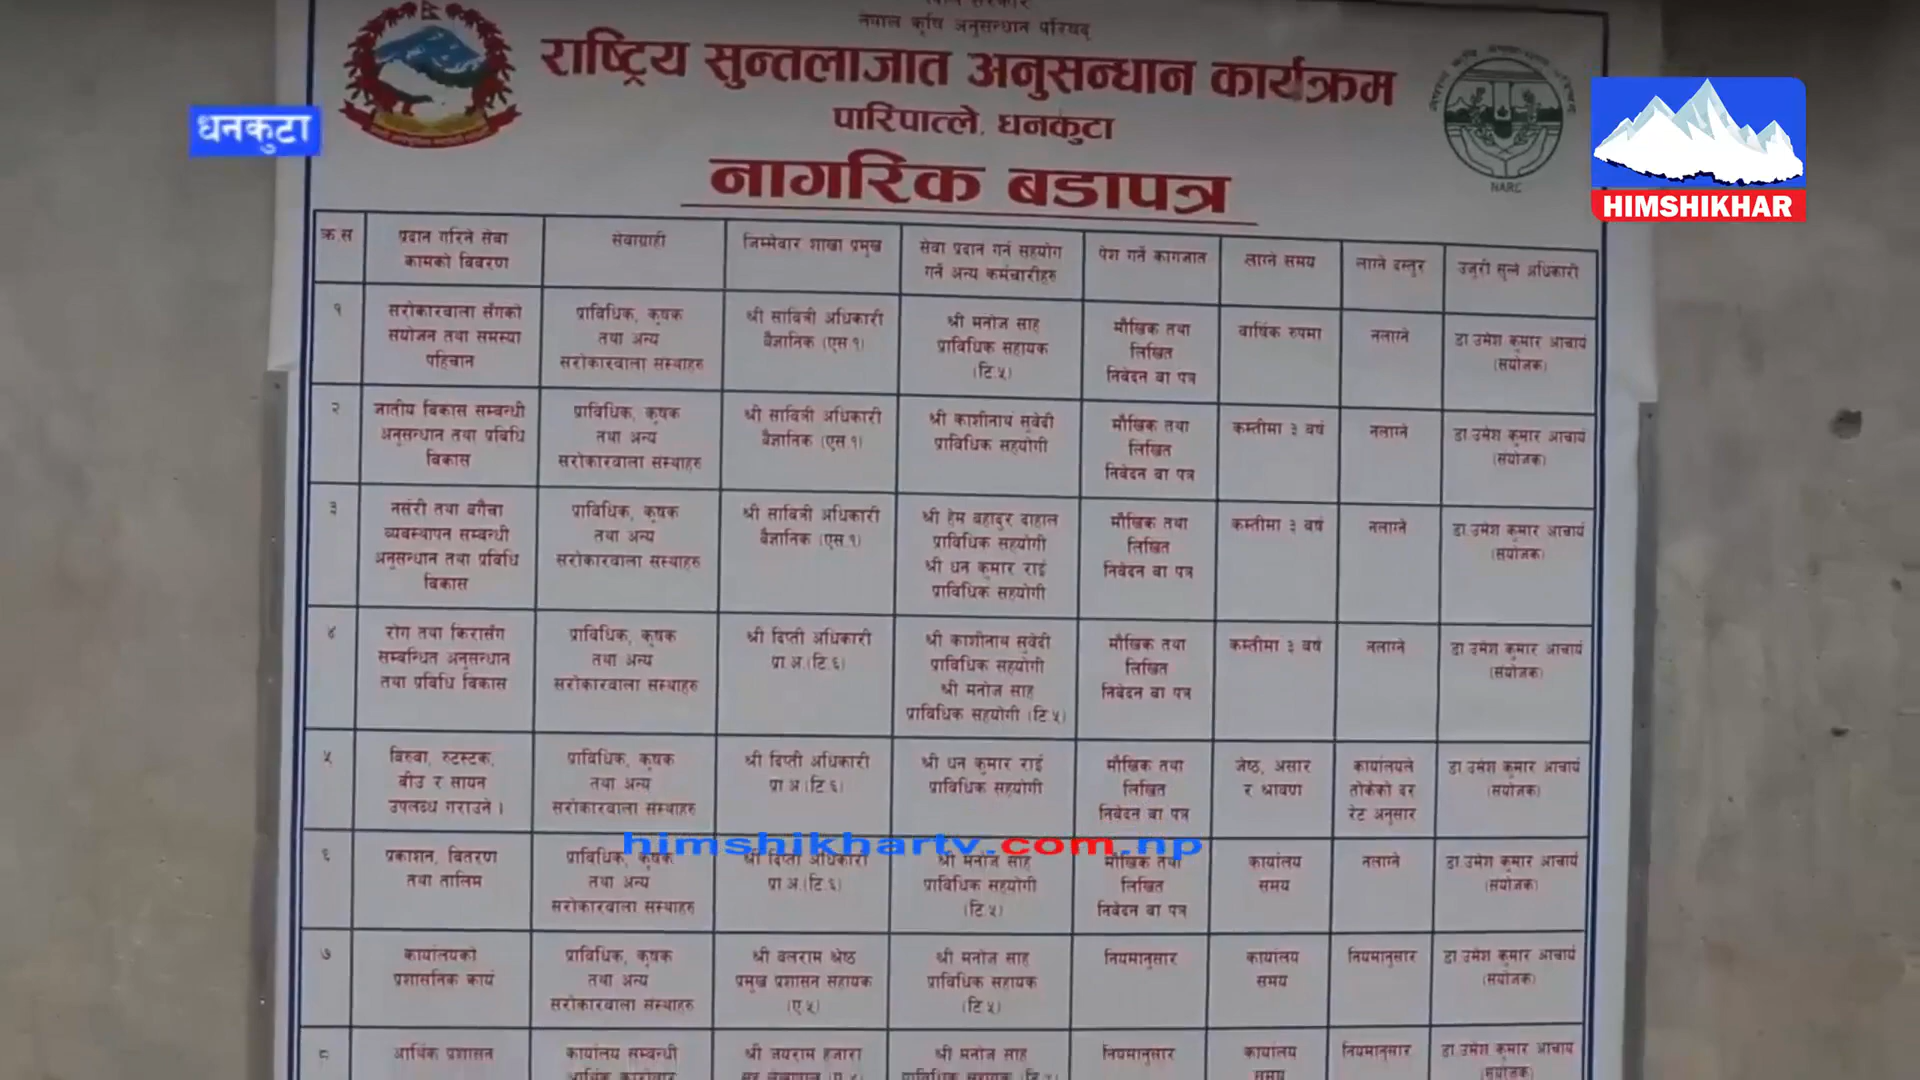 नेपाल कृषि अनुसन्धान परिषद्
राष्ट्रिय सुन्तलाजात अनुसन्धान कार्यक्रम
पारिपात्ले, धनकुटा
नागरिक बडापत्र
धनकुटा
NARC
HIMSHIKHAR
क्र.स प्रदान गरिने सेवा कामको विवरण सेवाग्राही जिम्मेवार शाखा प्रमुख सेवा प्रदान गर्न सहयोग गर्ने अन्य कर्मचारीहरु पेश गर्ने कागजात लाग्ने समय लाग्ने दस्तुर उजुरी सुन्ने अधिकारी
१ सरोकारवाला सँगको संयोजन तथा समस्या पहिचान प्राविधिक, कृषक तथा अन्य सरोकारवाला संस्थाहरु श्री सावित्री अधिकारी वैज्ञानिक (एस.१) श्री मनोज साह प्राविधिक सहायक (टि.५) मौखिक तथा लिखित निवेदन वा पत्र वार्षिक रुपमा नलाग्ने डा.उमेश कुमार आचार्य (संयोजक)
२ जातीय विकास सम्बन्धी अनुसन्धान तथा प्रविधि विकास प्राविधिक, कृषक तथा अन्य सरोकारवाला संस्थाहरु श्री सावित्री अधिकारी वैज्ञानिक (एस.१) श्री काशीनाथ सुवेदी प्राविधिक सहयोगी मौखिक तथा लिखित निवेदन वा पत्र कम्तीमा ३ वर्ष नलाग्ने डा.उमेश कुमार आचार्य (संयोजक)
३ नर्सरी तथा बगैंचा व्यवस्थापन सम्बन्धी अनुसन्धान तथा प्रविधि विकास प्राविधिक, कृषक तथा अन्य सरोकारवाला संस्थाहरु श्री सावित्री अधिकारी वैज्ञानिक (एस.१) श्री हेम बहादुर दाहाल प्राविधिक सहयोगी श्री धन कुमार राई प्राविधिक सहयोगी मौखिक तथा लिखित निवेदन वा पत्र कम्तीमा ३ वर्ष नलाग्ने डा.उमेश कुमार आचार्य (संयोजक)
४ रोग तथा किरासँग सम्बन्धित अनुसन्धान तथा प्रविधि विकास प्राविधिक, कृषक तथा अन्य सरोकारवाला संस्थाहरु श्री दिप्ती अधिकारी प्रा.अ.(टि.६) श्री काशीनाथ सुवेदी प्राविधिक सहयोगी श्री मनोज साह प्राविधिक सहयोगी (टि.५) मौखिक तथा लिखित निवेदन वा पत्र कम्तीमा ३ वर्ष नलाग्ने डा.उमेश कुमार आचार्य (संयोजक)
५ बिरुवा, रुटस्टक, बीउ र सायन उपलब्ध गराउने । प्राविधिक, कृषक तथा अन्य सरोकारवाला संस्थाहरु श्री दिप्ती अधिकारी प्रा.अ.(टि.६) श्री धन कुमार राई प्राविधिक सहयोगी मौखिक तथा लिखित निवेदन वा पत्र जेष्ठ, असार र श्रावण कार्यालयले तोकेको दर रेट अनुसार डा.उमेश कुमार आचार्य (संयोजक)
himshikhartv.com.np
६ प्रकाशन, वितरण तथा तालिम प्राविधिक, कृषक तथा अन्य सरोकारवाला संस्थाहरु श्री दिप्ती अधिकारी प्रा.अ.(टि.६) श्री मनोज साह प्राविधिक सहयोगी (टि.५) मौखिक तथा लिखित निवेदन वा पत्र कार्यालय समय नलाग्ने डा.उमेश कुमार आचार्य (संयोजक)
७ कार्यालयको प्रशासनिक कार्य प्राविधिक, कृषक तथा अन्य सरोकारवाला संस्थाहरु श्री बलराम श्रेष्ठ प्रमुख प्रशासन सहायक (ए.५) श्री मनोज साह प्राविधिक सहायक (टि.५) नियमानुसार कार्यालय समय नियमानुसार डा.उमेश कुमार आचार्य (संयोजक)
८ आर्थिक प्रशासन कार्यालय सम्बन्धी श्री जयराम हजारा श्री मनोज साह नियमानुसार कार्यालय नियमानुसार डा.उमेश कुमार आचार्य